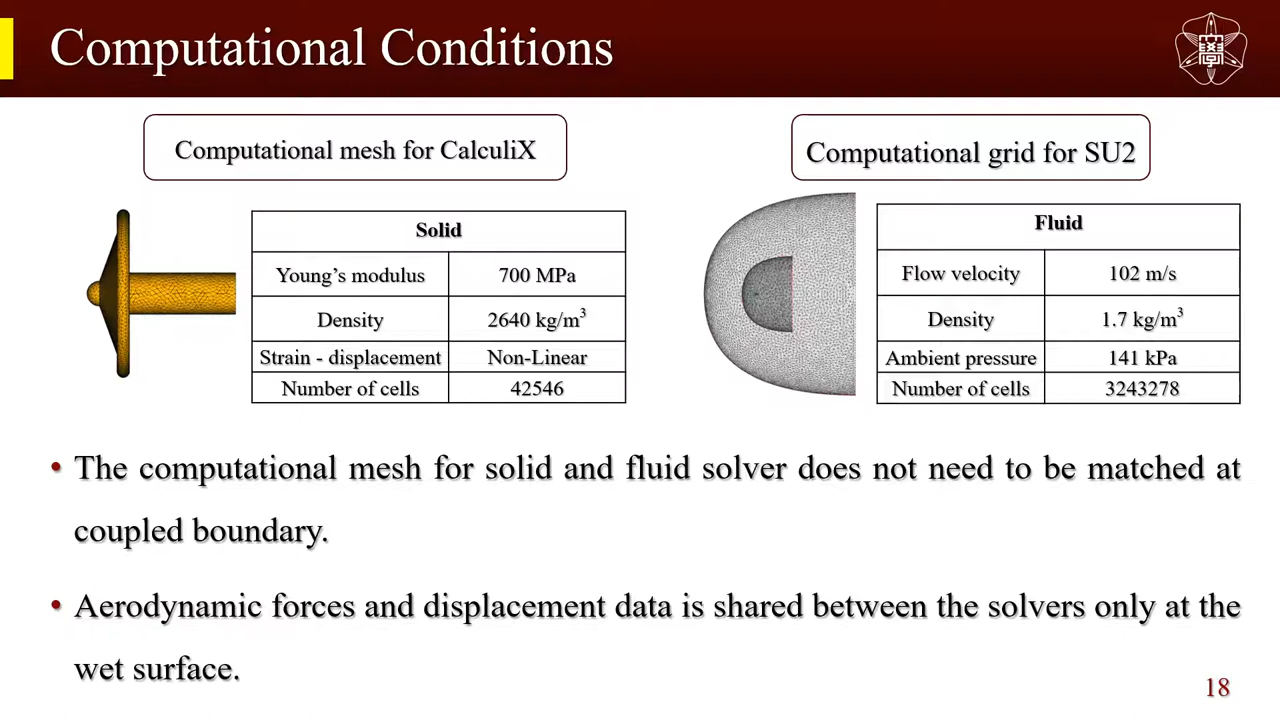 Computational Conditions
Computational mesh for CalculiX
Solid
Young’s modulus 700 MPa
Density 2640 kg/m³
Strain - displacement Non-Linear
Number of cells 42546
Computational grid for SU2
Fluid
Flow velocity 102 m/s
Density 1.7 kg/m³
Ambient pressure 141 kPa
Number of cells 3243278
• The computational mesh for solid and fluid solver does not need to be matched at
coupled boundary.
• Aerodynamic forces and displacement data is shared between the solvers only at the
wet surface.
18